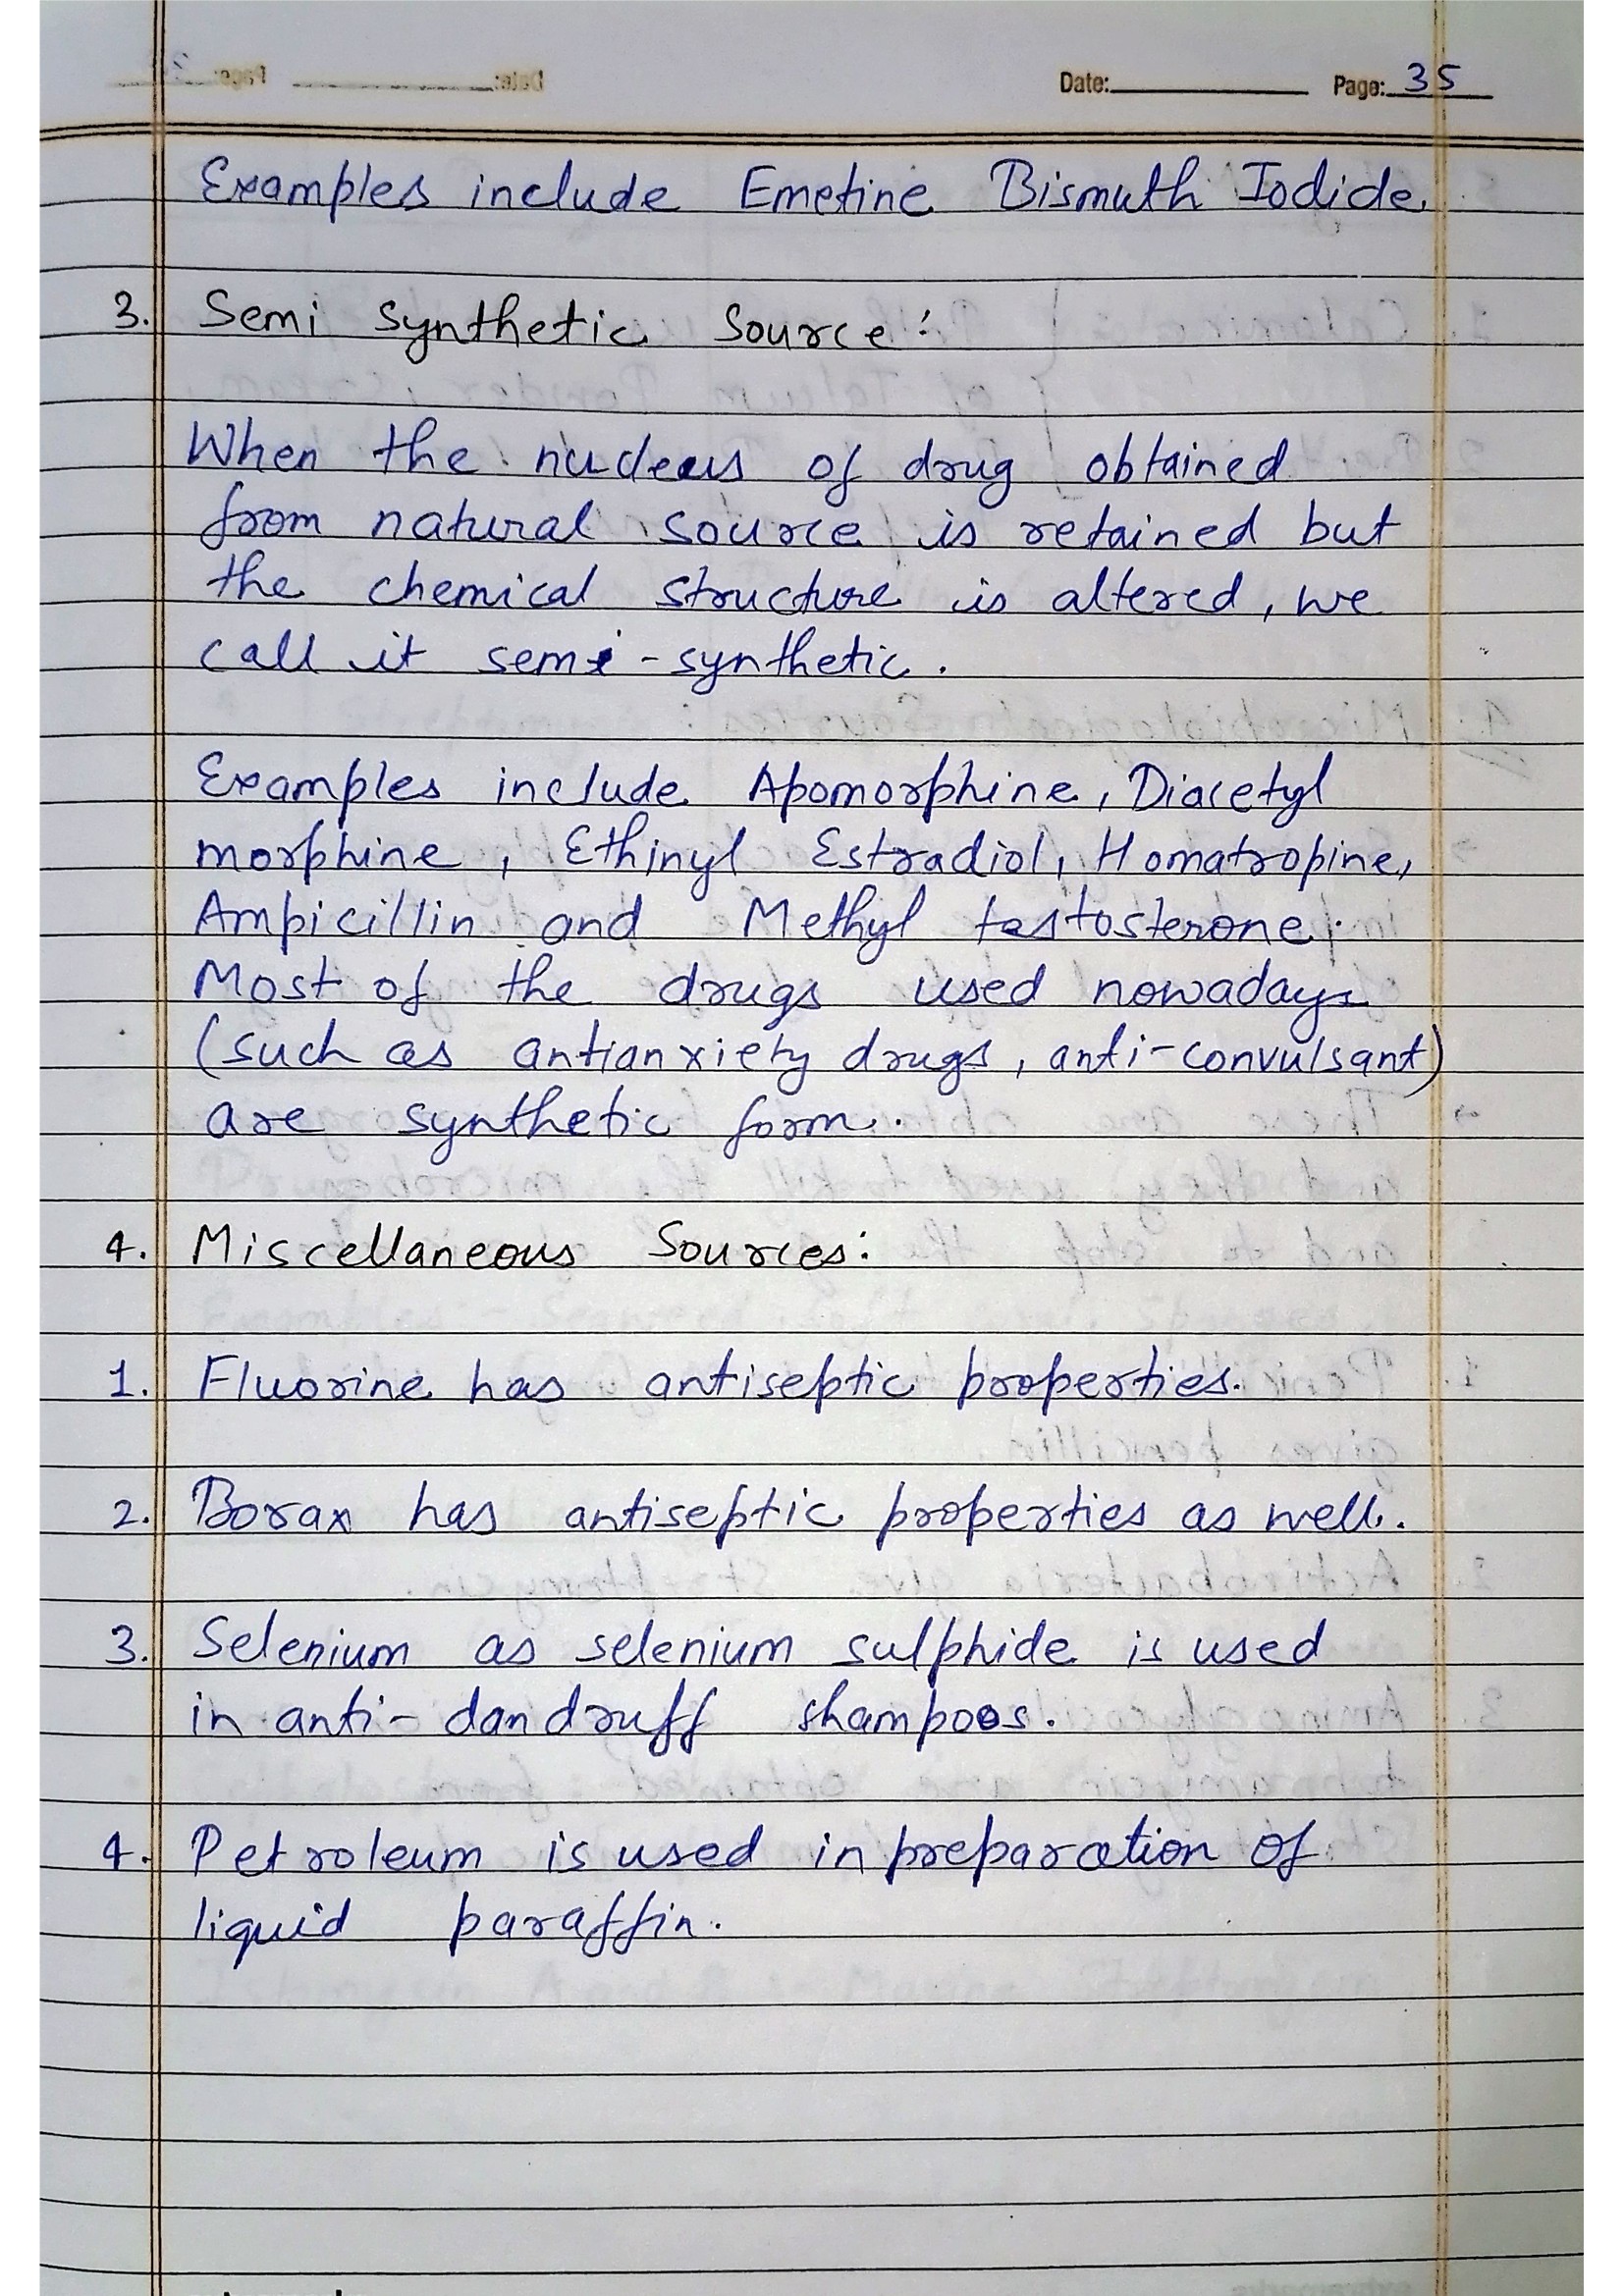 Date: Page: 35
Examples include Emetine Bismuth Iodide.
3. Semi Synthetic Source:
When the nucleus of drug obtained
from natural source is retained but
the chemical structure is altered, we
call it semi-synthetic.
Examples include Apomorphine, Diacetyl
morphine, Ethinyl Estradiol, Homatropine,
Ampicillin and Methyl testosterone.
Most of the drugs used nowadays
(such as antianxiety drugs, anti-convulsant)
are synthetic form.
4. Miscellaneous Sources:
1. Fluorine has antiseptic properties.
2. Borax has antiseptic properties as well.
3. Selenium as selenium sulphide is used
in anti-dandruff shampoos.
4. Petroleum is used in preparation of
liquid paraffin.